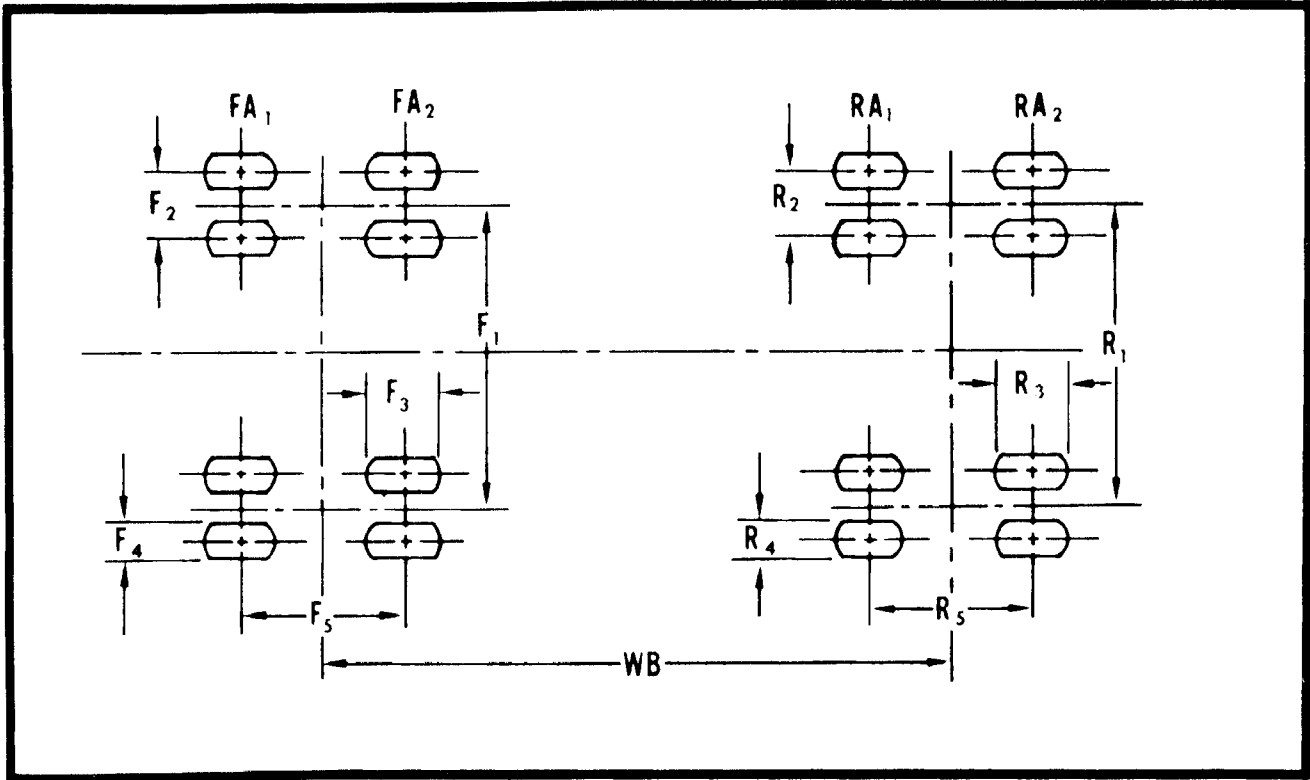 FA₁ FA₂ RA₁ RA₂
F₂ R₂
F₁ R₁
F₃ R₃
F₄ R₄
F₅ R₅
WB